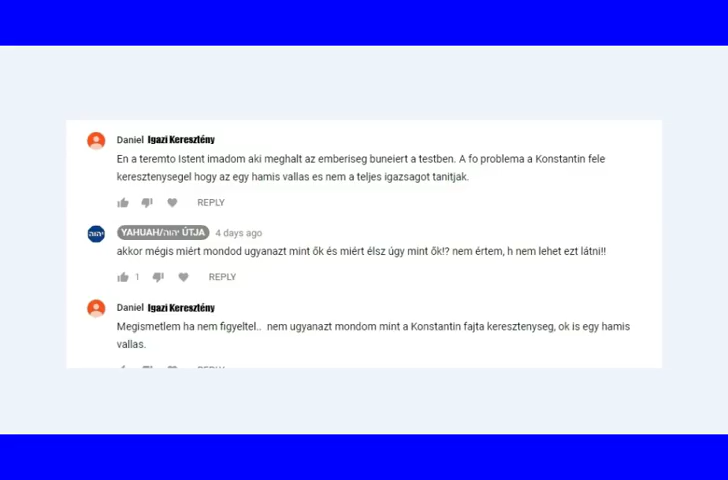 Daniel Igazi Keresztény
En a teremto Istent imadom aki meghalt az emberiseg buneiert a testben. A fo problema a Konstantin fele
keresztenysegel hogy az egy hamis vallas es nem a teljes igazsagot tanitjak.
REPLY
YAHUAH/יהוה ÚTJA 4 days ago
akkor mégis miért mondod ugyanazt mint ők és miért élsz úgy mint ők!? nem értem, h nem lehet ezt látni!!
1 REPLY
Daniel Igazi Keresztény
Megismetlem ha nem figyeltel.. nem ugyanazt mondom mint a Konstantin fajta keresztenyseg, ok is egy hamis
vallas.
REPLY